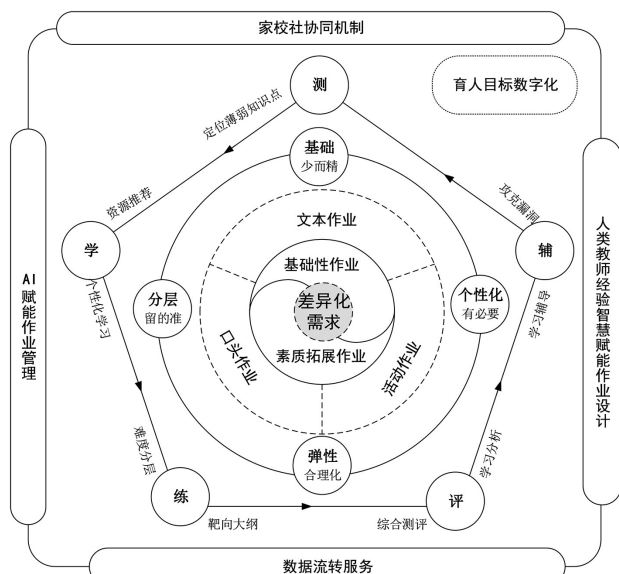 家校社协同机制
育人目标数字化
测
定位薄弱知识点
资源推荐
攻克漏洞
基础
少而精
文本作业
学
辅
AI
赋能作业管理
人类教师经验智慧赋能作业设计
个性化学习
学习辅导
分层
留的准
个性化
有必要
基础性作业
差异化
需求
素质拓展作业
口头作业
活动作业
弹性
合理化
难度分层
学习分析
练
评
靶向大纲
综合测评
数据流转服务